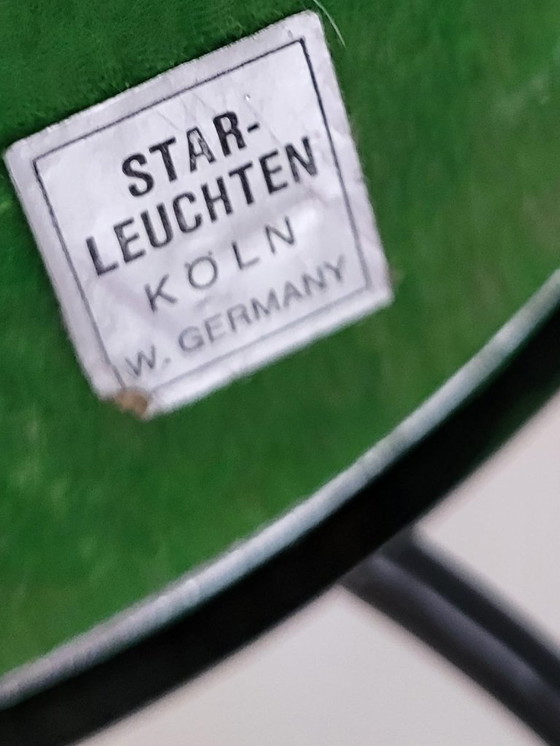 STAR-
LEUCHTEN
KÖLN
W. GERMANY